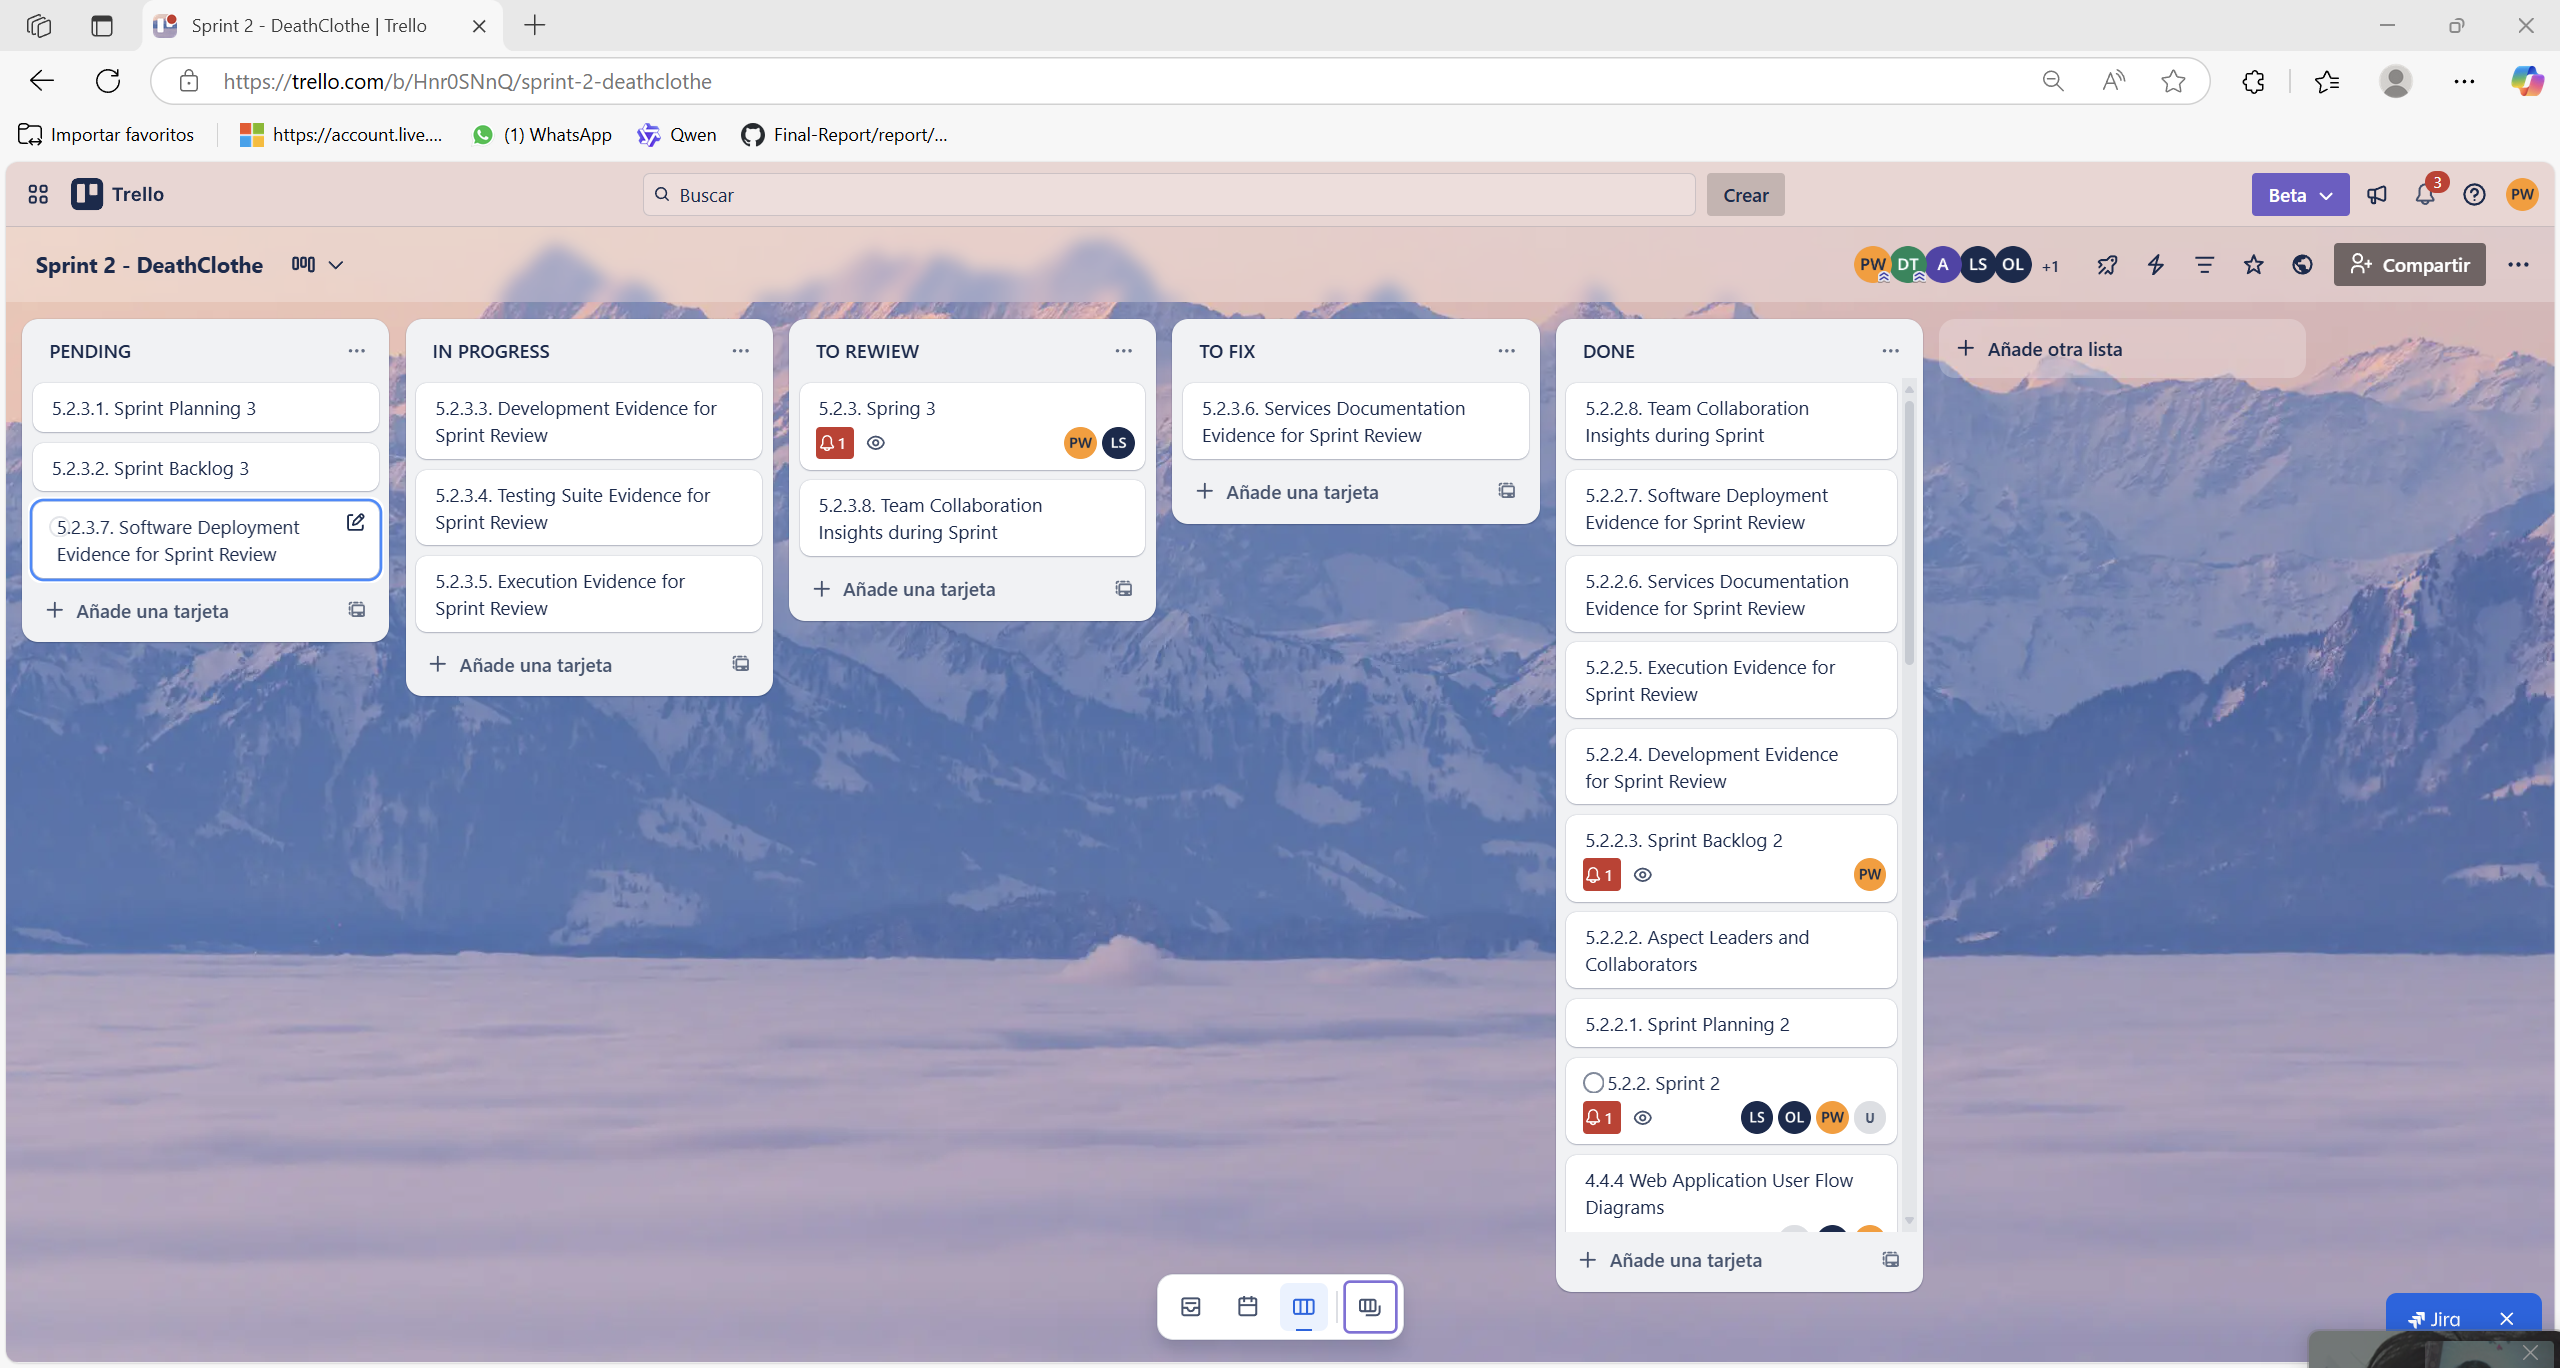 Sprint 2 - DeathClothe | Trello
https://trello.com/b/Hnr0SNnQ/sprint-2-deathclothe
Importar favoritos
https://account.live....
(1) WhatsApp
Qwen
Final-Report/report/...
Trello
Buscar
Crear
Beta
3
PW
Sprint 2 - DeathClothe
PW
DT
A
LS
OL
+1
Compartir
PENDING
5.2.3.1. Sprint Planning 3
5.2.3.2. Sprint Backlog 3
5.2.3.7. Software Deployment
Evidence for Sprint Review
Añade una tarjeta
IN PROGRESS
5.2.3.3. Development Evidence for
Sprint Review
5.2.3.4. Testing Suite Evidence for
Sprint Review
5.2.3.5. Execution Evidence for
Sprint Review
Añade una tarjeta
TO REWIEW
5.2.3. Spring 3
1
PW
LS
5.2.3.8. Team Collaboration
Insights during Sprint
Añade una tarjeta
TO FIX
5.2.3.6. Services Documentation
Evidence for Sprint Review
Añade una tarjeta
DONE
5.2.2.8. Team Collaboration
Insights during Sprint
5.2.2.7. Software Deployment
Evidence for Sprint Review
5.2.2.6. Services Documentation
Evidence for Sprint Review
5.2.2.5. Execution Evidence for
Sprint Review
5.2.2.4. Development Evidence
for Sprint Review
5.2.2.3. Sprint Backlog 2
1
PW
5.2.2.2. Aspect Leaders and
Collaborators
5.2.2.1. Sprint Planning 2
5.2.2. Sprint 2
1
LS
OL
PW
U
4.4.4 Web Application User Flow
Diagrams
Añade una tarjeta
Añade otra lista
Jira